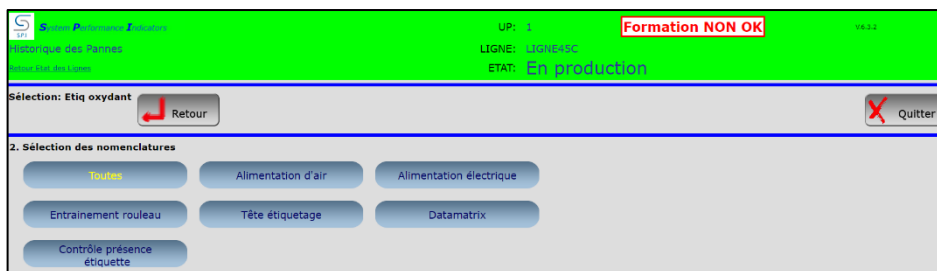 S.P.I
System Performance Indicators
UP: 1
Formation NON OK
V.6.3.2
Historique des Pannes
LIGNE: LIGNE45C
Retour Etat des Lignes
ETAT: En production
Sélection: Etiq oxydant
Retour
Quitter
2. Sélection des nomenclatures
Toutes
Alimentation d'air
Alimentation électrique
Entrainement rouleau
Tête étiquetage
Datamatrix
Contrôle présence
étiquette